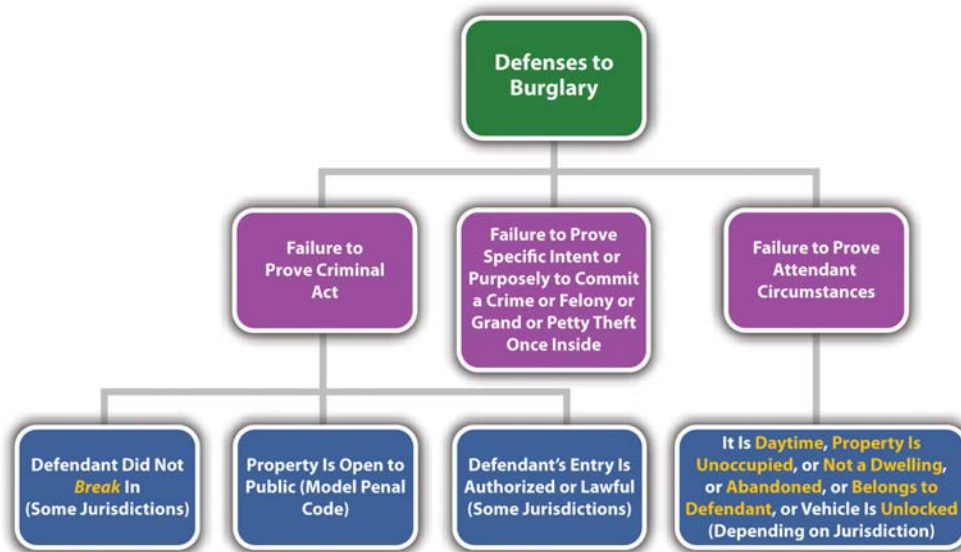 Defenses to
Burglary
Failure to
Prove Criminal
Act
Failure to Prove
Specific Intent or
Purposely to Commit
a Crime or Felony or
Grand or Petty Theft
Once Inside
Failure to Prove
Attendant
Circumstances
Defendant Did Not
Break In
(Some Jurisdictions)
Property Is Open to
Public (Model Penal
Code)
Defendant's Entry Is
Authorized or Lawful
(Some Jurisdictions)
It Is Daytime, Property Is
Unoccupied, or Not a Dwelling,
or Abandoned, or Belongs to
Defendant, or Vehicle Is Unlocked
(Depending on Jurisdiction)